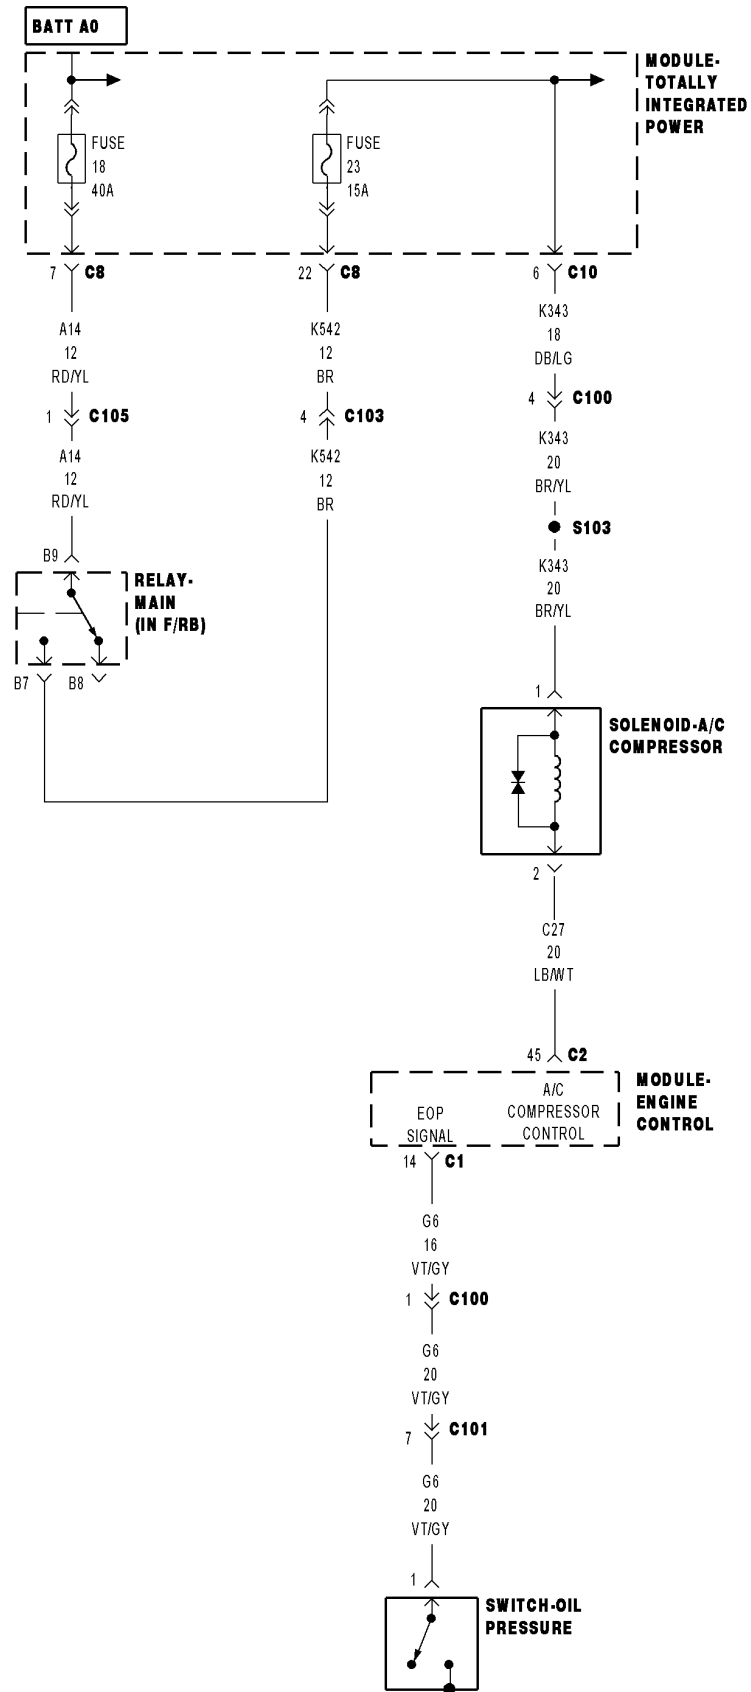 BATT A0
MODULE-
TOTALLY
INTEGRATED
POWER
FUSE
18
40A
FUSE
23
15A
7 C8
22 C8
6 C10
A14
12
RD/YL
K542
12
BR
K343
18
DB/LG
1 C105
4 C103
4 C100
A14
12
RD/YL
K542
12
BR
K343
20
BR/YL
S103
K343
20
BR/YL
B9
RELAY-
MAIN
(IN F/RB)
B7 B8
1
SOLENOID-A/C
COMPRESSOR
2
C27
20
LB/WT
45 C2
MODULE-
ENGINE
CONTROL
A/C
COMPRESSOR
CONTROL
EOP
SIGNAL
14 C1
G6
16
VT/GY
1 C100
G6
20
VT/GY
7 C101
G6
20
VT/GY
1
SWITCH-OIL
PRESSURE